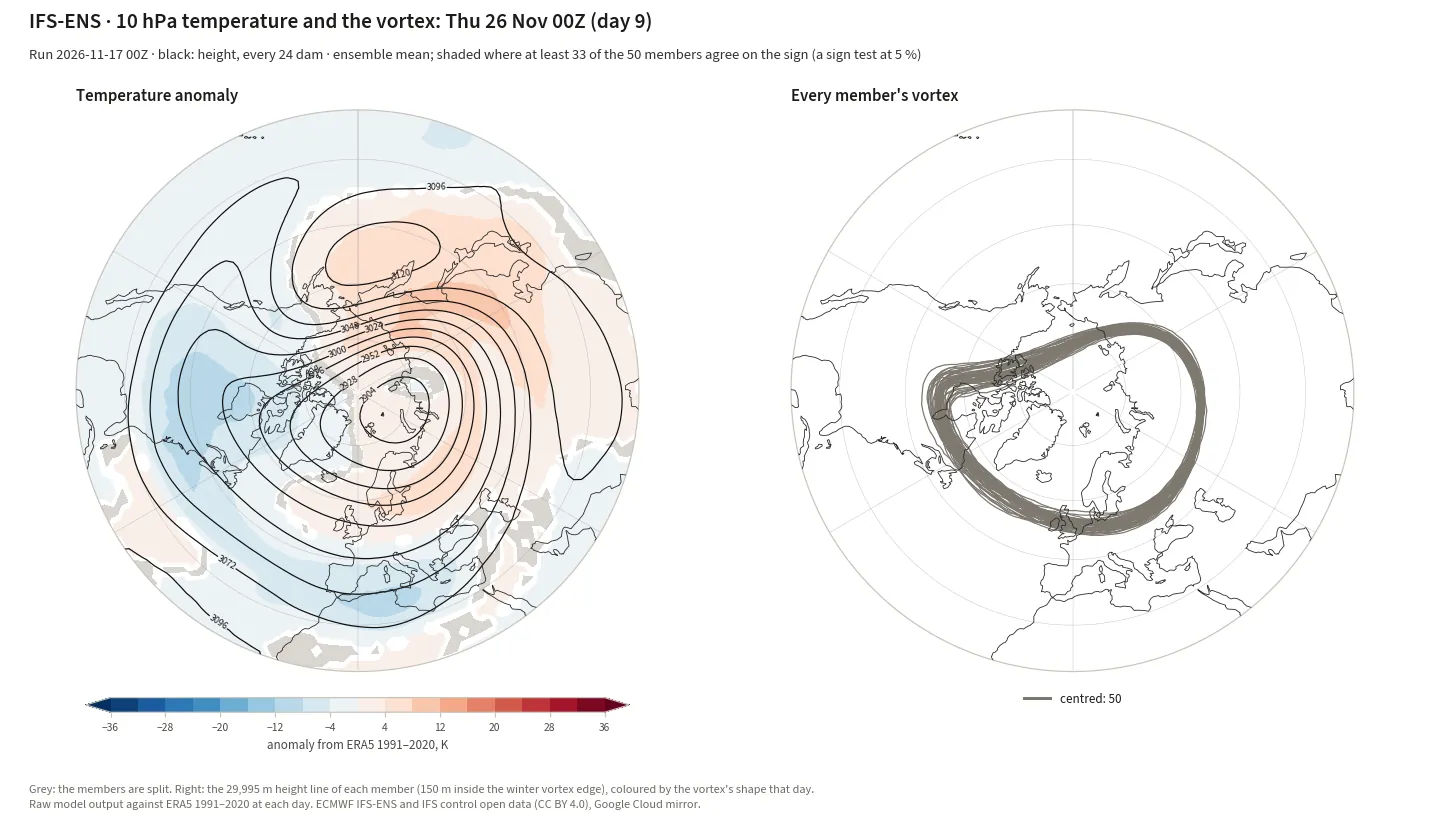 IFS-ENS · 10 hPa temperature and the vortex: Thu 26 Nov 00Z (day 9)
Run 2026-11-17 00Z · black: height, every 24 dam · ensemble mean; shaded where at least 33 of the 50 members agree on the sign (a sign test at 5 %)
Temperature anomaly
Every member's vortex
3096
3120
3048
3024
3000
2952
2928
2904
3072
3096
centred: 50
−36 −28 −20 −12 −4 4 12 20 28 36
anomaly from ERA5 1991–2020, K
Grey: the members are split. Right: the 29,995 m height line of each member (150 m inside the winter vortex edge), coloured by the vortex's shape that day.
Raw model output against ERA5 1991–2020 at each day. ECMWF IFS-ENS and IFS control open data (CC BY 4.0), Google Cloud mirror.